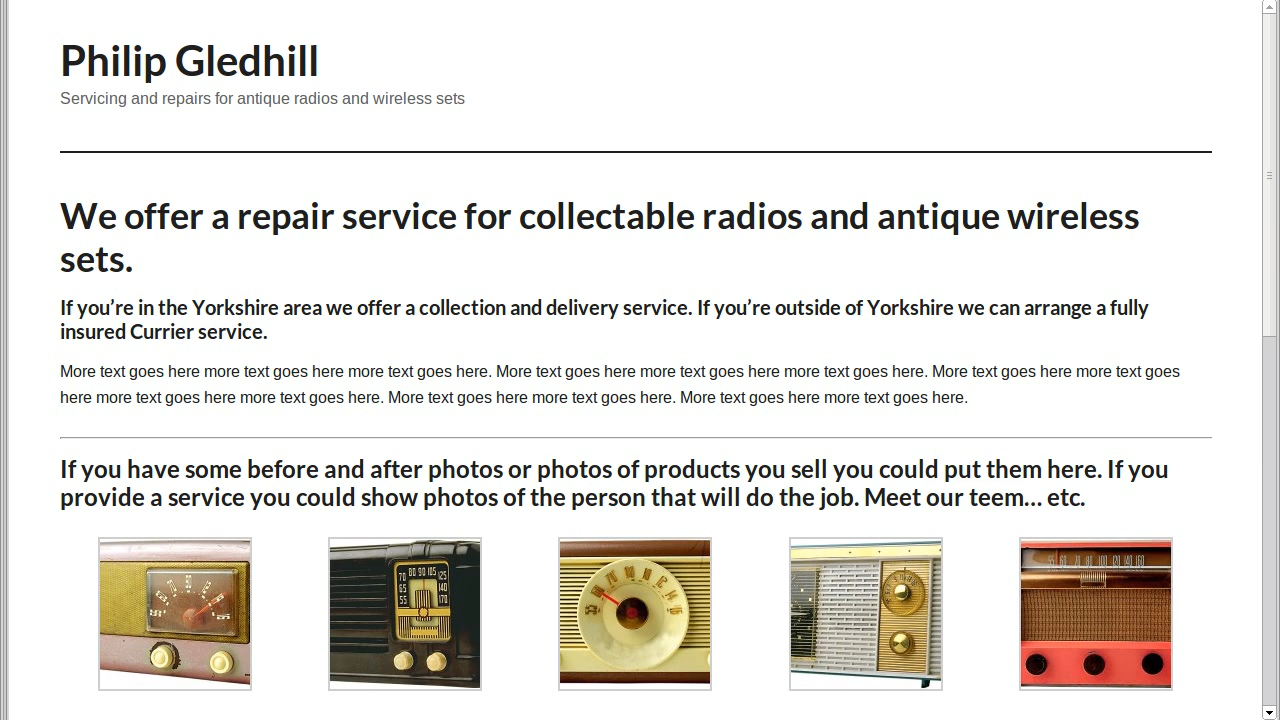 Philip Gledhill
Servicing and repairs for antique radios and wireless sets
We offer a repair service for collectable radios and antique wireless
sets.
If you’re in the Yorkshire area we offer a collection and delivery service. If you’re outside of Yorkshire we can arrange a fully
insured Currier service.
More text goes here more text goes here more text goes here. More text goes here more text goes here more text goes here. More text goes here more text goes
here more text goes here more text goes here. More text goes here more text goes here. More text goes here more text goes here.
If you have some before and after photos or photos of products you sell you could put them here. If you
provide a service you could show photos of the person that will do the job. Meet our teem… etc.